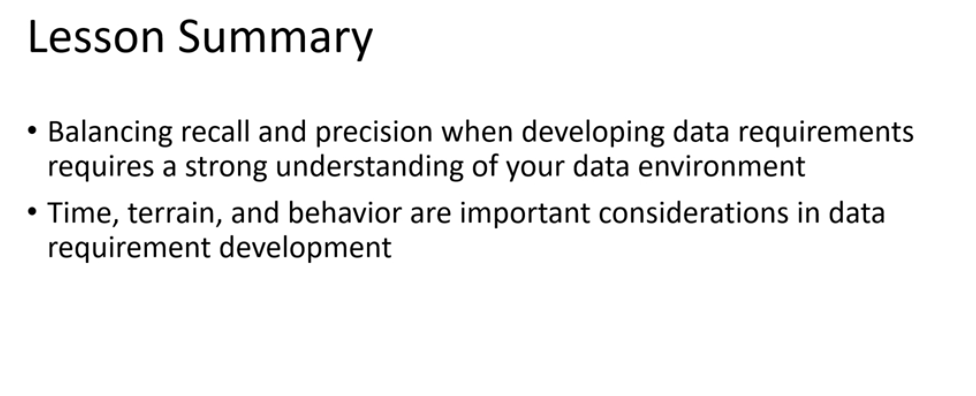 Lesson Summary
• Balancing recall and precision when developing data requirements
requires a strong understanding of your data environment
• Time, terrain, and behavior are important considerations in data
requirement development